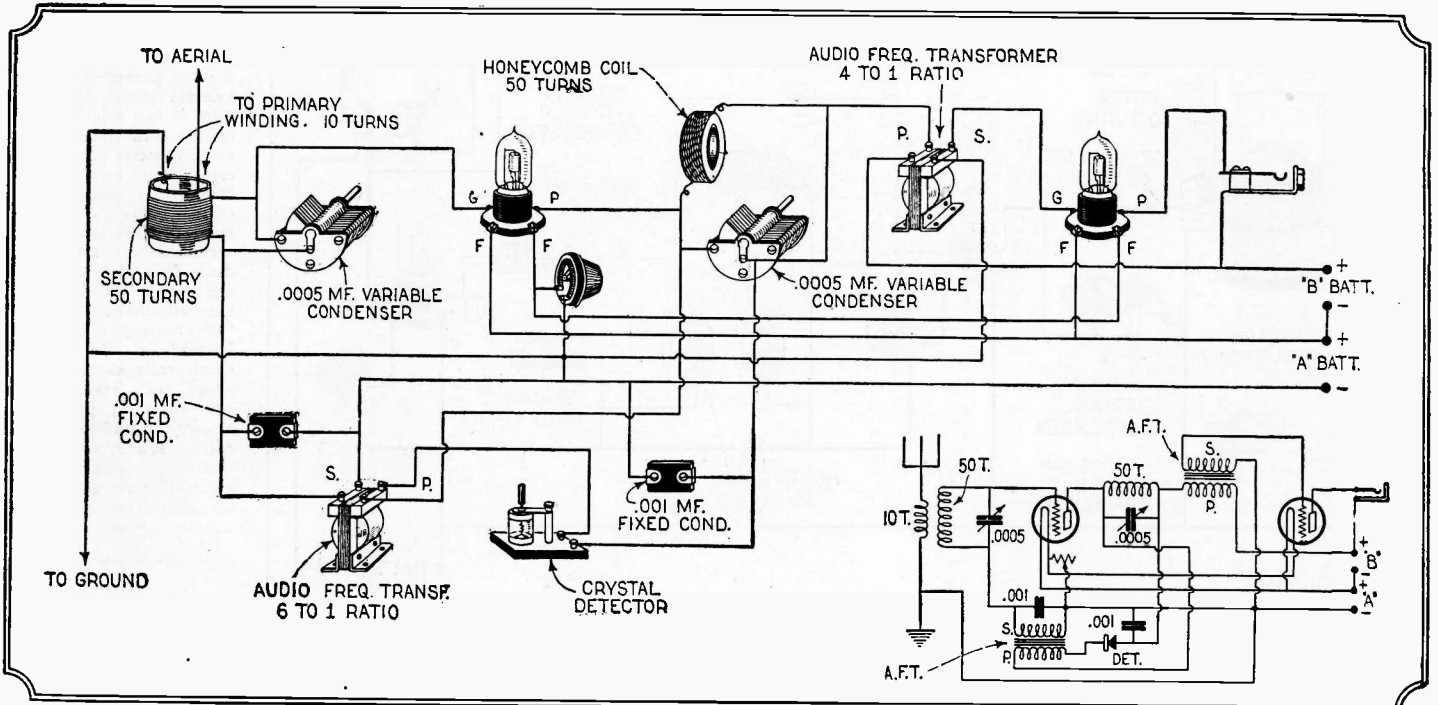 TO AERIAL
TO PRIMARY
WINDING. 10 TURNS
SECONDARY
50 TURNS
.0005 MF. VARIABLE
CONDENSER
G
P
F
F
HONEYCOMB COIL
50 TURNS
.0005 MF. VARIABLE
CONDENSER
AUDIO FREQ. TRANSFORMER
4 TO 1 RATIO
P.
S.
G
P
F
F
+
"B" BATT.
-
+
"A" BATT.
-
.001 MF.
FIXED
COND.
S.
P.
TO GROUND
AUDIO FREQ. TRANSF.
6 TO 1 RATIO
CRYSTAL
DETECTOR
.001 MF.
FIXED COND.
A.F.T.
S.
P.
50 T.
50 T.
10 T.
.0005
.0005
+
"B"
-
+
"A"
-
.001
S.
P.
.001
DET.
A.F.T.